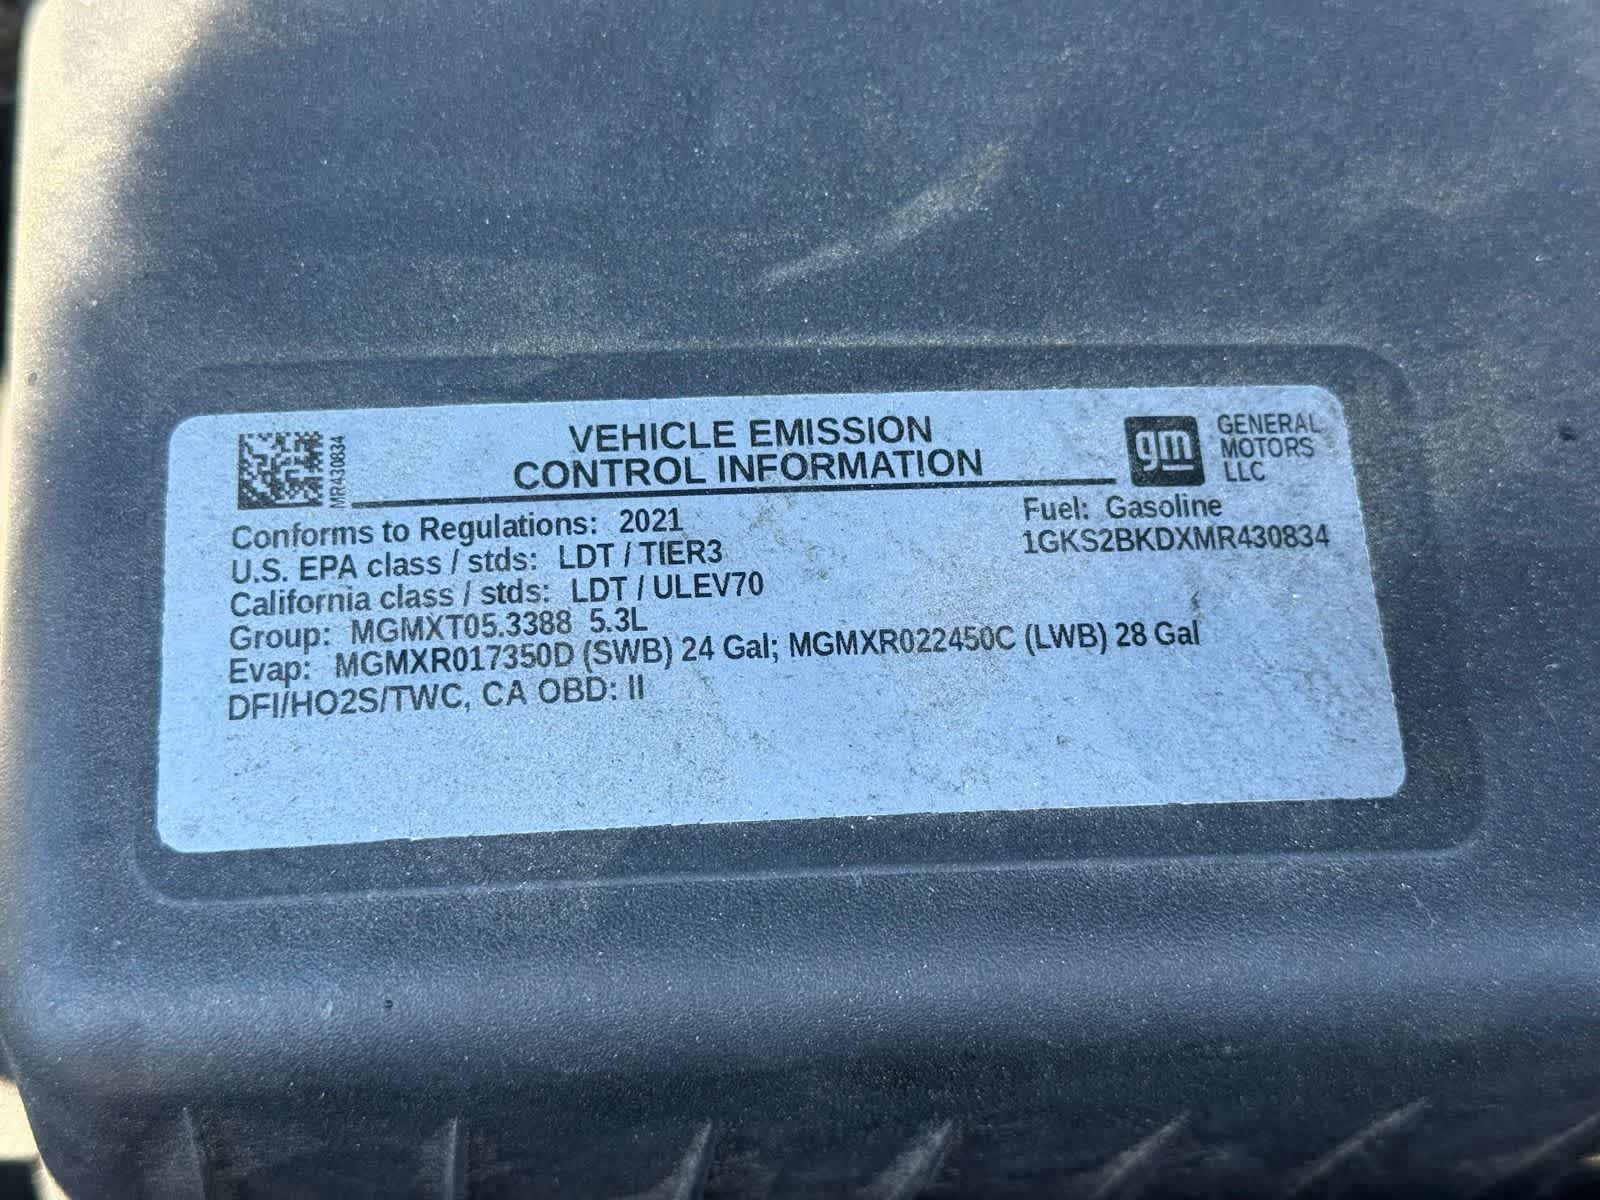 MR430834
VEHICLE EMISSION
CONTROL INFORMATION
gm
GENERAL
MOTORS
LLC
Conforms to Regulations: 2021
Fuel: Gasoline
U.S. EPA class / stds: LDT / TIER3
1GKS2BKDXMR430834
California class / stds: LDT / ULEV70
Group: MGMXT05.3388 5.3L
Evap: MGMXR017350D (SWB) 24 Gal; MGMXR022450C (LWB) 28 Gal
DFI/HO2S/TWC, CA OBD: II